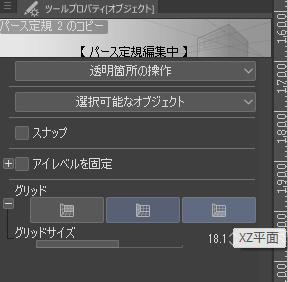 ツールプロパティ[オブジェクト]
パース定規 2 のコピー
【 パース定規編集中 】
透明箇所の操作
選択可能なオブジェクト
スナップ
アイレベルを固定
グリッド
グリッドサイズ 18.1
XZ平面
1600
1700
1800
1900